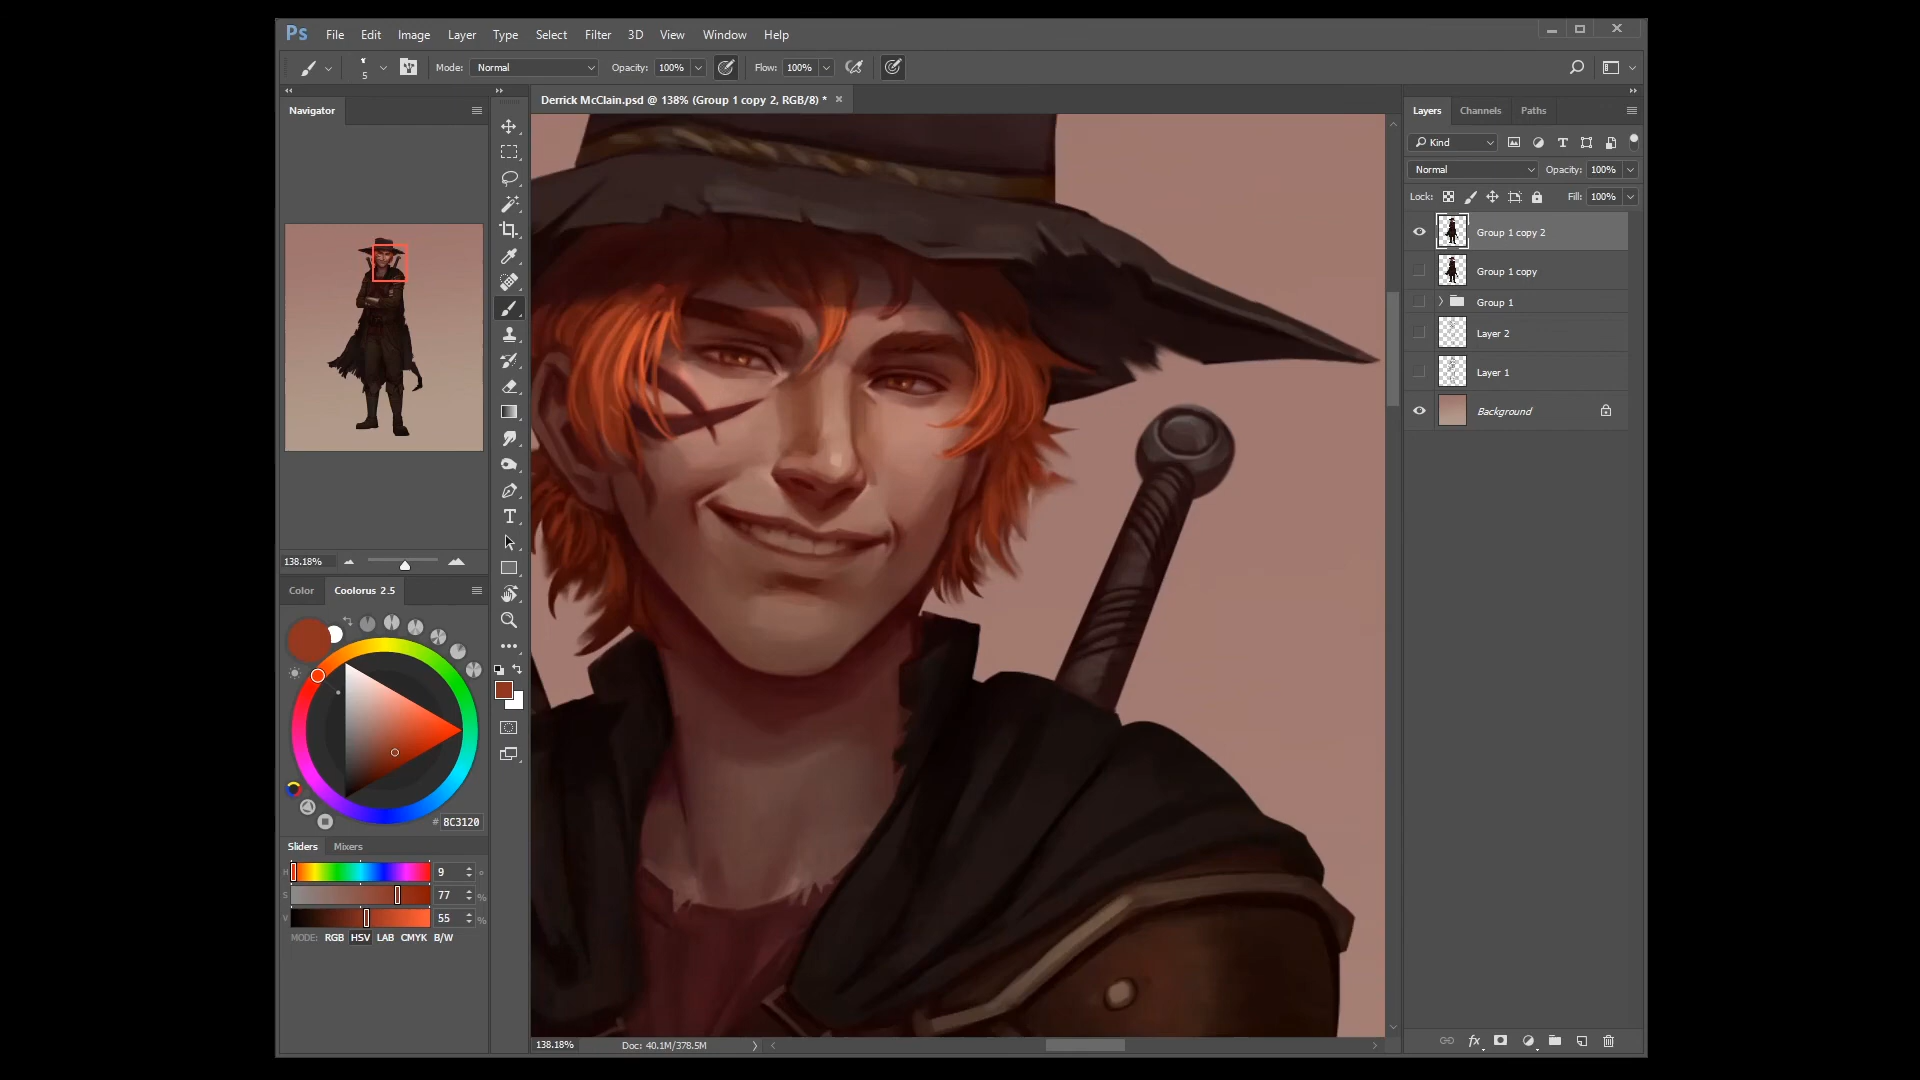 Ps File Edit Image Layer Type Select Filter 3D View Window Help
5 Mode: Normal Opacity: 100% Flow: 100%
Navigator
Derrick McClain.psd @ 138% (Group 1 copy 2, RGB/8) * ×
Layers Channels Paths
Kind
Normal Opacity: 100%
Lock: Fill: 100%
Group 1 copy 2
Group 1 copy
Group 1
Layer 2
Layer 1
Background
138.18%
Color Coolorus 2.5
# 8C3120
Sliders Mixers
H 9 °
S 77 %
V 55 %
MODE: RGB HSV LAB CMYK B/W
138.18% Doc: 40.1M/378.5M
fx